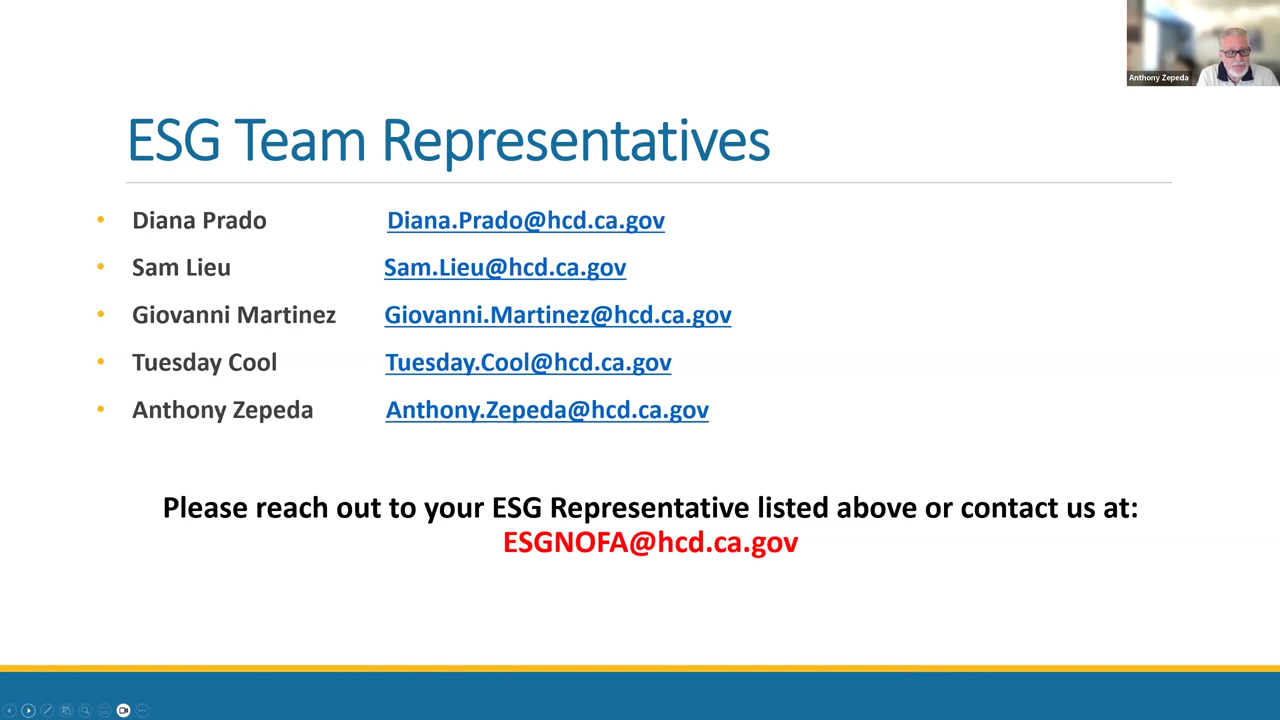 Anthony Zepeda
ESG Team Representatives
• Diana Prado Diana.Prado@hcd.ca.gov
• Sam Lieu Sam.Lieu@hcd.ca.gov
• Giovanni Martinez Giovanni.Martinez@hcd.ca.gov
• Tuesday Cool Tuesday.Cool@hcd.ca.gov
• Anthony Zepeda Anthony.Zepeda@hcd.ca.gov
Please reach out to your ESG Representative listed above or contact us at:
ESGNOFA@hcd.ca.gov